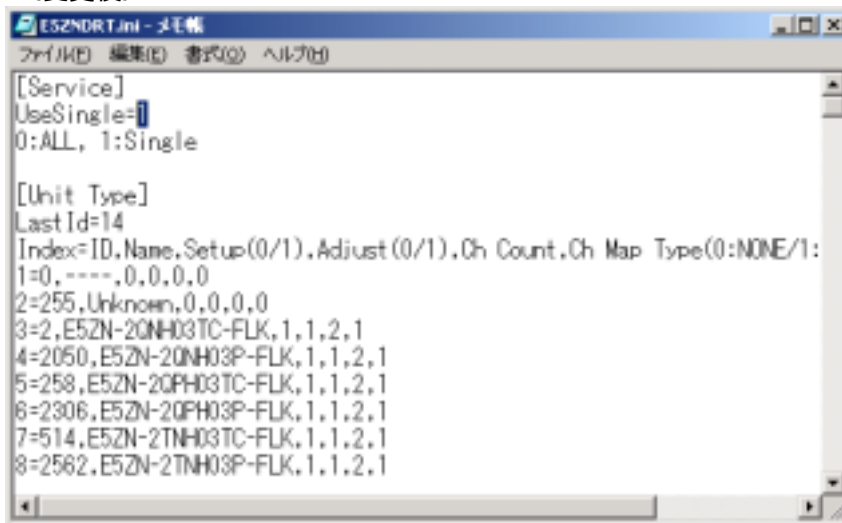 E5ZNDRT.ini - メモ帳
ファイル(F) 編集(E) 書式(O) ヘルプ(H)
[Service]
UseSingle=1
0:ALL, 1:Single
[Unit Type]
LastId=14
Index=ID,Name,Setup(0/1),Adjust(0/1),Ch Count,Ch Map Type(0:NONE/1:
1=0,----,0,0,0,0
2=255,Unknown,0,0,0,0
3=2,E5ZN-2QNH03TC-FLK,1,1,2,1
4=2050,E5ZN-2QNH03P-FLK,1,1,2,1
5=258,E5ZN-2QPH03TC-FLK,1,1,2,1
6=2306,E5ZN-2QPH03P-FLK,1,1,2,1
7=514,E5ZN-2TNH03TC-FLK,1,1,2,1
8=2562,E5ZN-2TNH03P-FLK,1,1,2,1